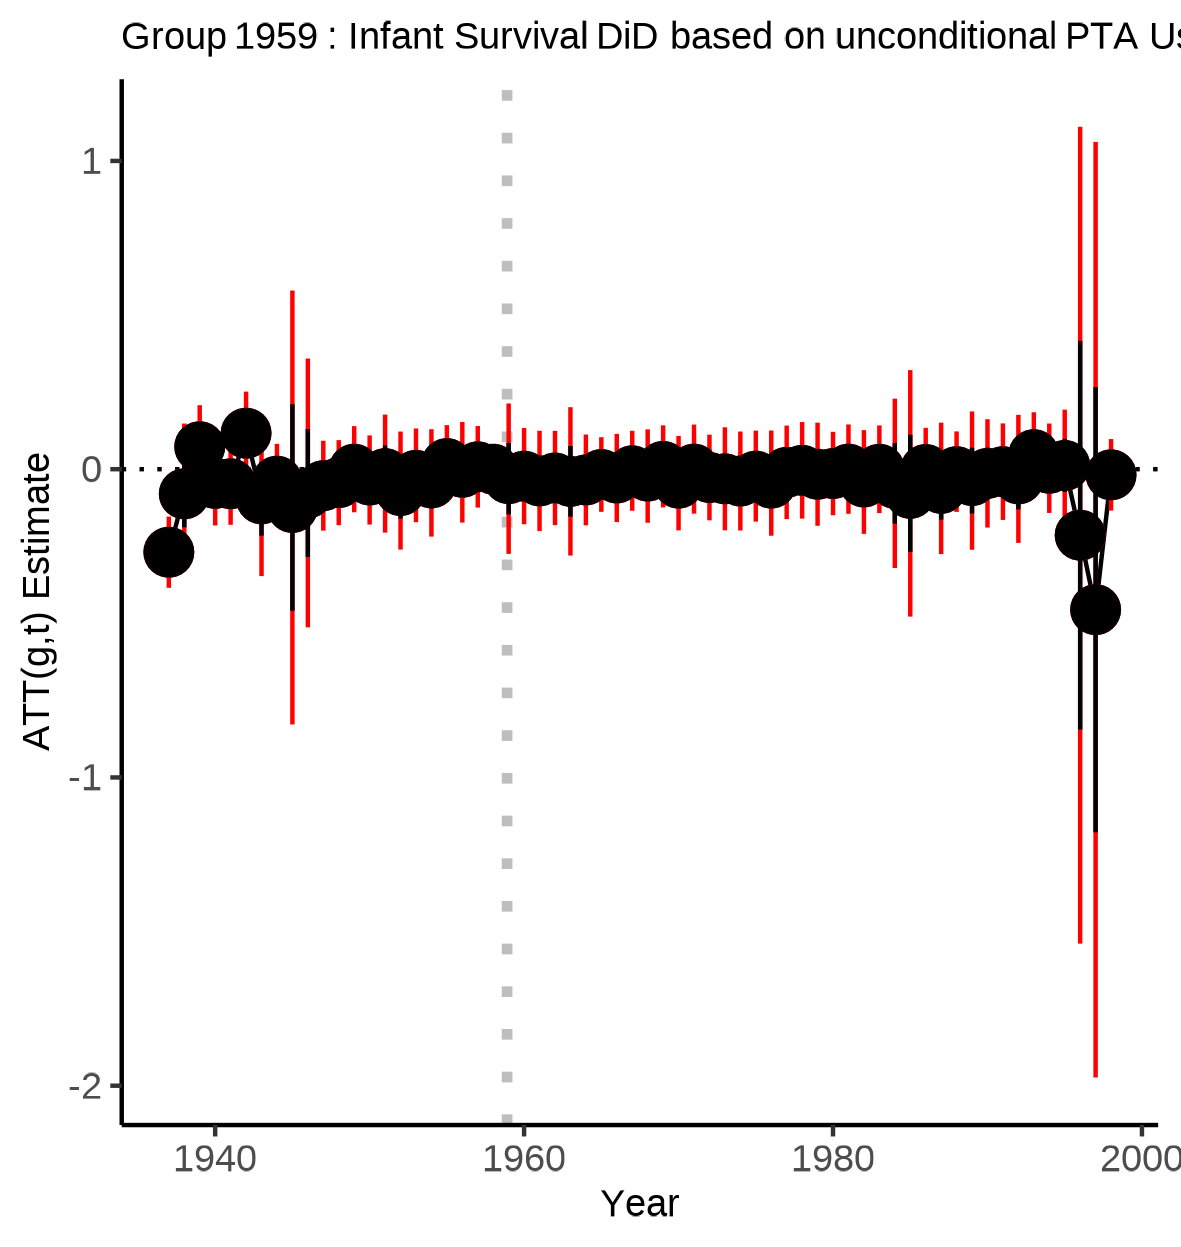 Group 1959 : Infant Survival DiD based on unconditional PTA
ATT(g,t) Estimate
1
0
-1
-2
1940
1960
1980
2000
Year